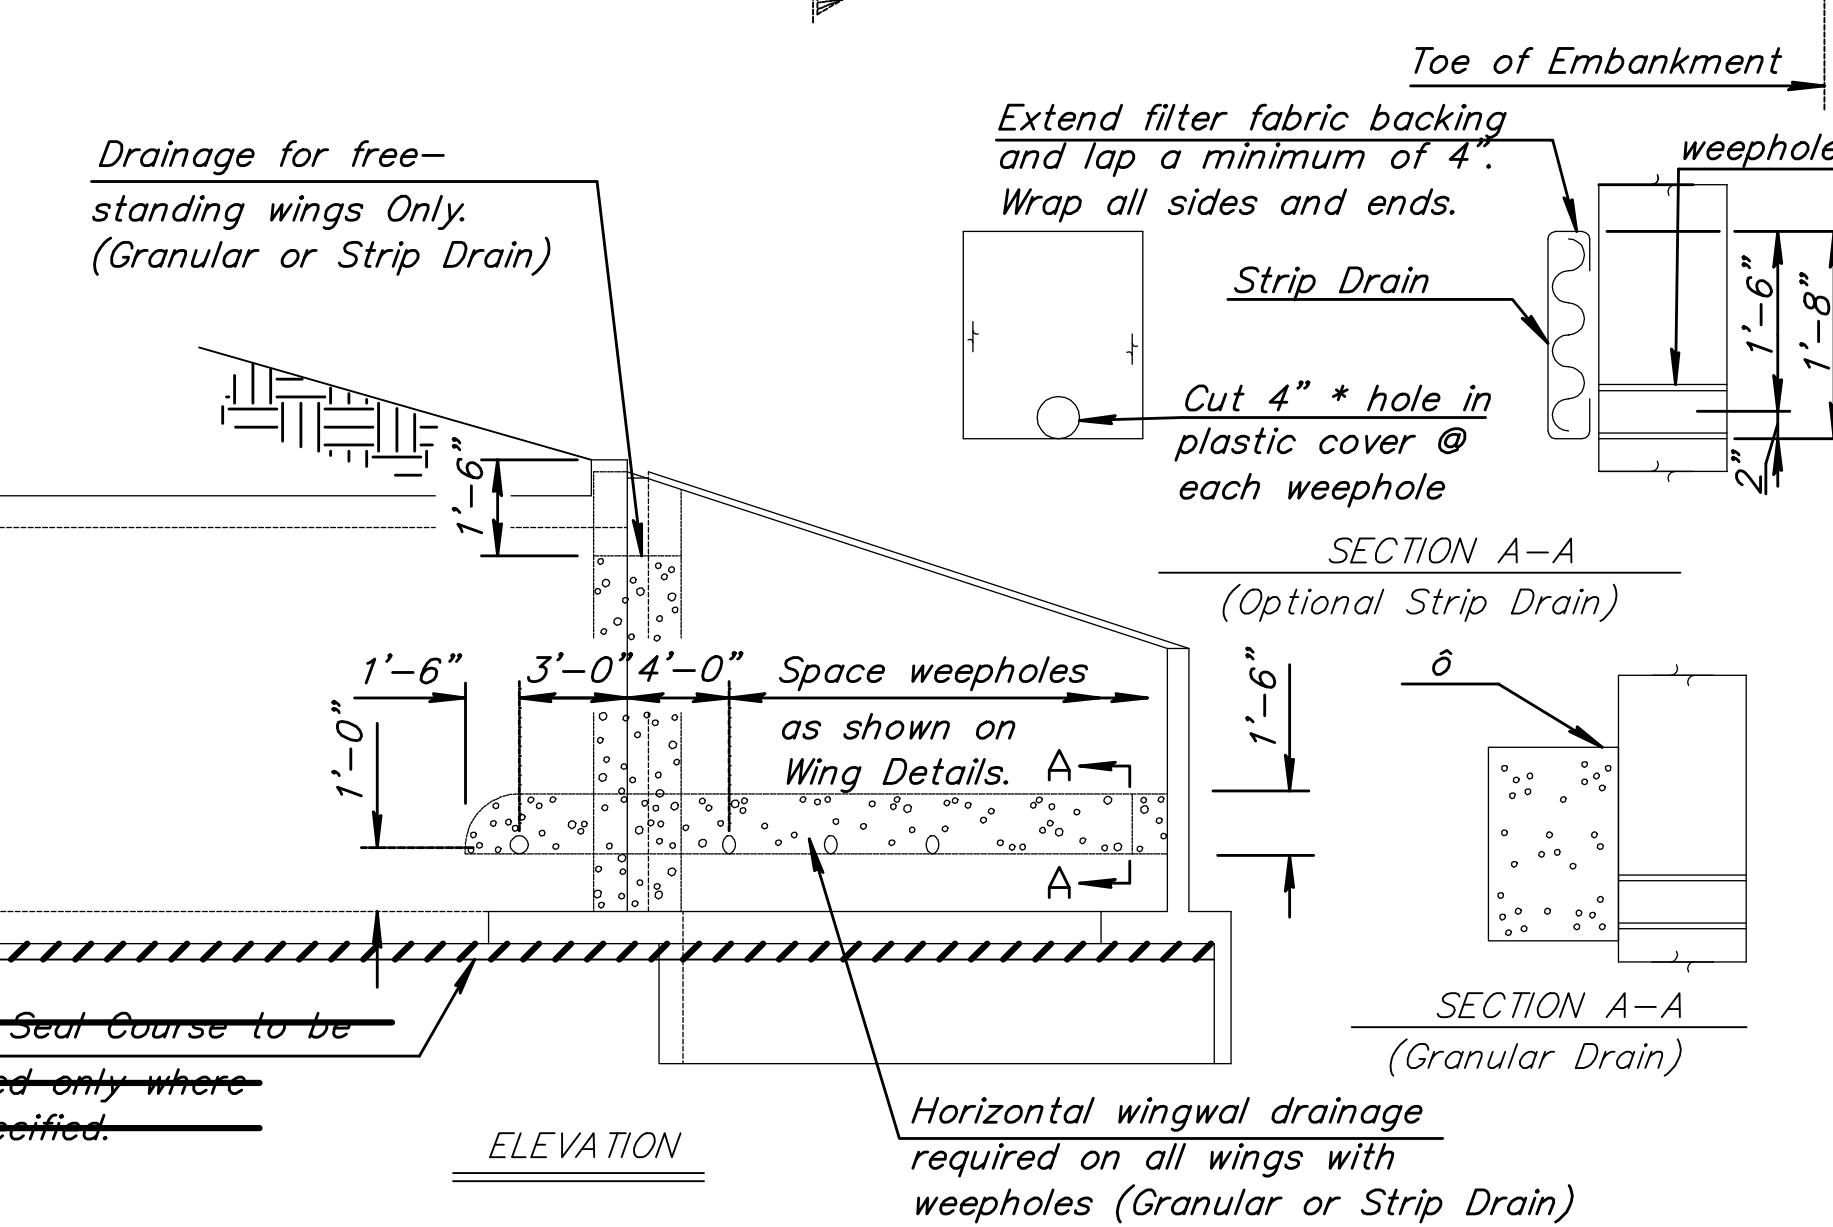 Toe of Embankment
Extend filter fabric backing
and lap a minimum of 4".
Wrap all sides and ends.
weephole
Drainage for free-
standing wings Only.
(Granular or Strip Drain)
Strip Drain
1'-6"
1'-8"
2"
Cut 4" * hole in
plastic cover @
each weephole
SECTION A-A
(Optional Strip Drain)
1'-6"
1'-6"
3'-0"
4'-0"
Space weepholes
as shown on
Wing Details.
1'-0"
A
A
1'-6"
ô
SECTION A-A
(Granular Drain)
Seal Course to be
only where
ELEVATION
Horizontal wingwal drainage
required on all wings with
weepholes (Granular or Strip Drain)